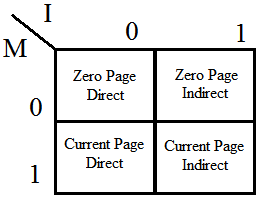 I
0 1
M
Zero Page Zero Page
Direct Indirect
0
Current Page Current Page
Direct Indirect
1